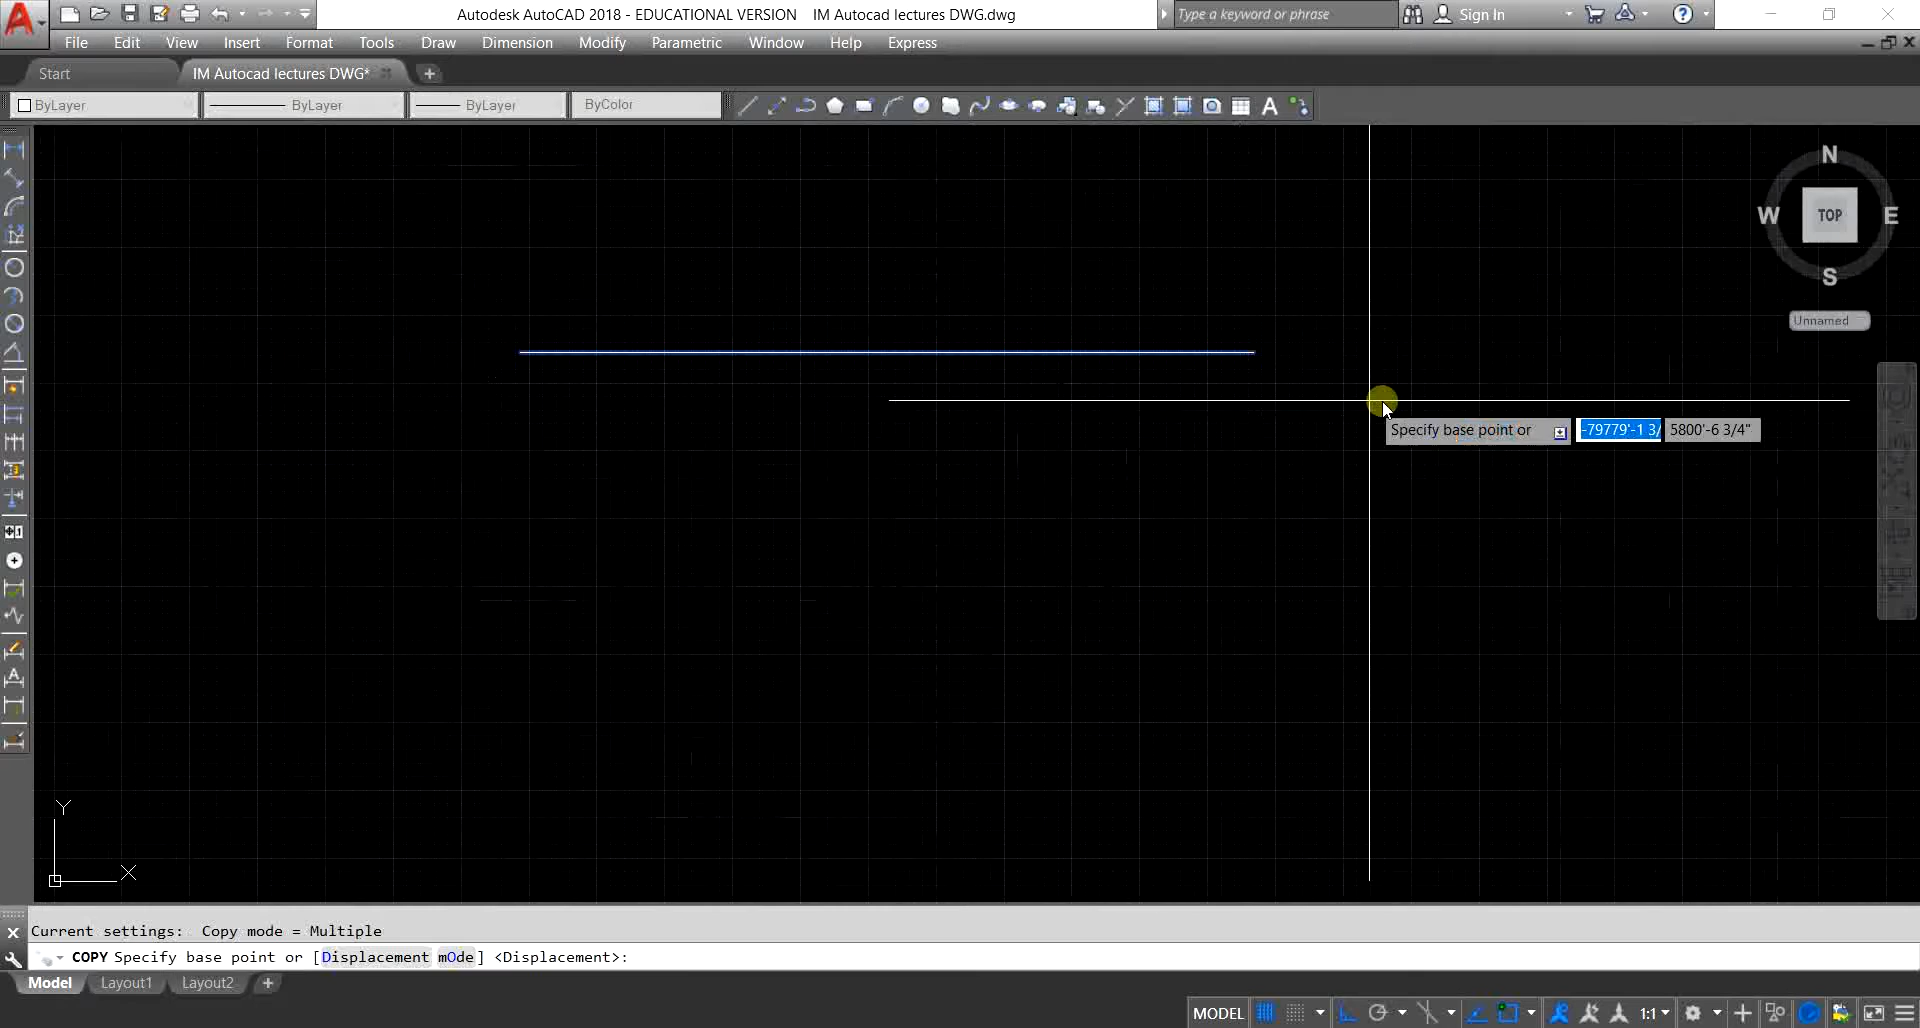 Autodesk AutoCAD 2018 - EDUCATIONAL VERSION IM Autocad lectures DWG.dwg
Type a keyword or phrase
Sign In
File Edit View Insert Format Tools Draw Dimension Modify Parametric Window Help Express
Start
IM Autocad lectures DWG*
ByLayer
ByLayer
ByLayer
ByColor
N
W
TOP
E
S
Unnamed
Specify base point or
-79779'-1 3/
5800'-6 3/4"
Y
X
Current settings: Copy mode = Multiple
COPY Specify base point or [Displacement mOde] <Displacement>:
Model Layout1 Layout2
MODEL
1:1